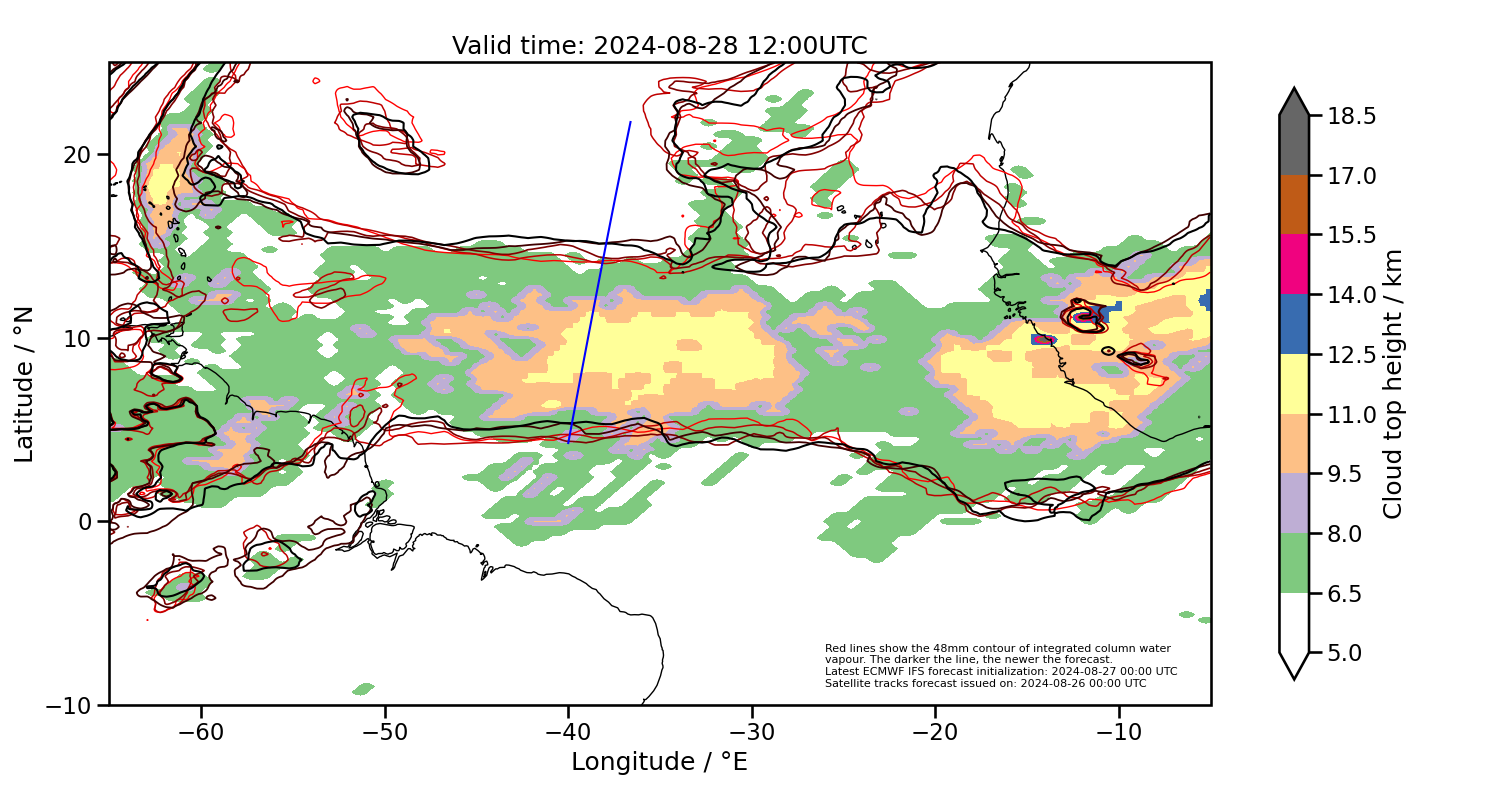 Valid time: 2024-08-28 12:00UTC
18.5
17.0
15.5
14.0
12.5
11.0
9.5
8.0
6.5
5.0
Cloud top height / km
20
10
0
−10
Latitude / °N
Red lines show the 48mm contour of integrated column water
vapour. The darker the line, the newer the forecast.
Latest ECMWF IFS forecast initialization: 2024-08-27 00:00 UTC
Satellite tracks forecast issued on: 2024-08-26 00:00 UTC
−60
−50
−40
−30
−20
−10
Longitude / °E